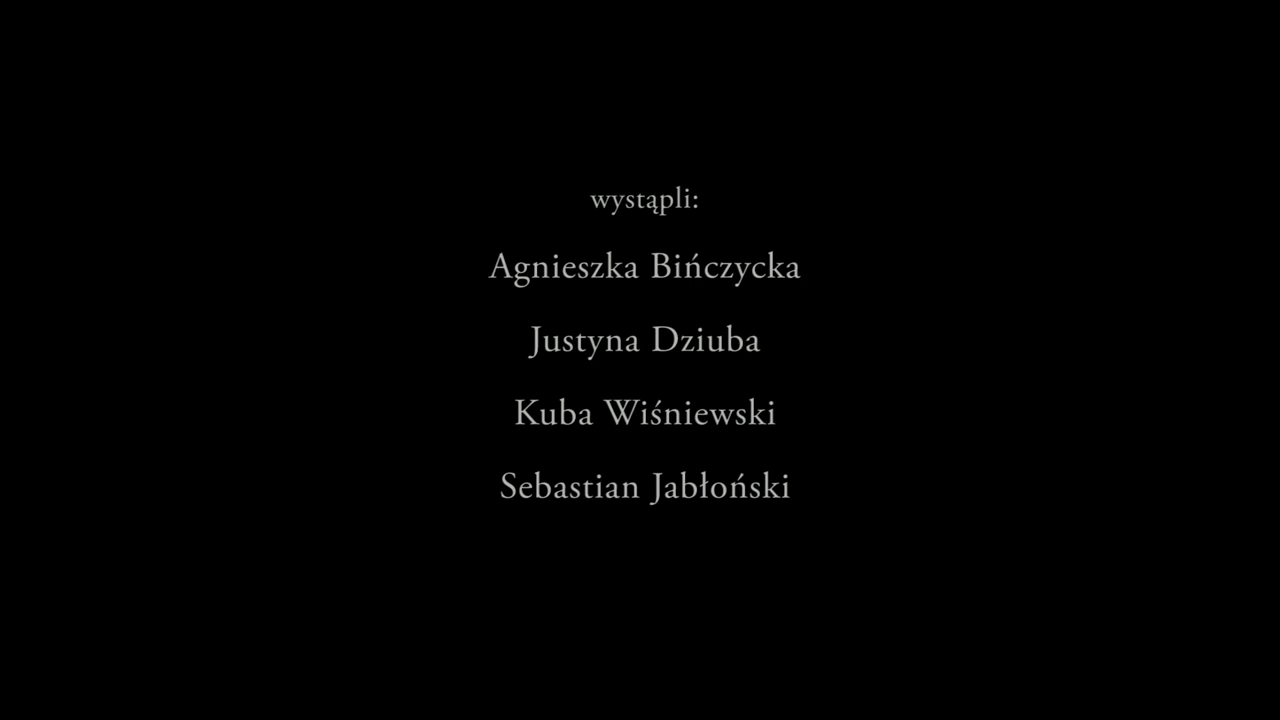 wystąpli:
Agnieszka Bińczycka
Justyna Dziuba
Kuba Wiśniewski
Sebastian Jabłoński